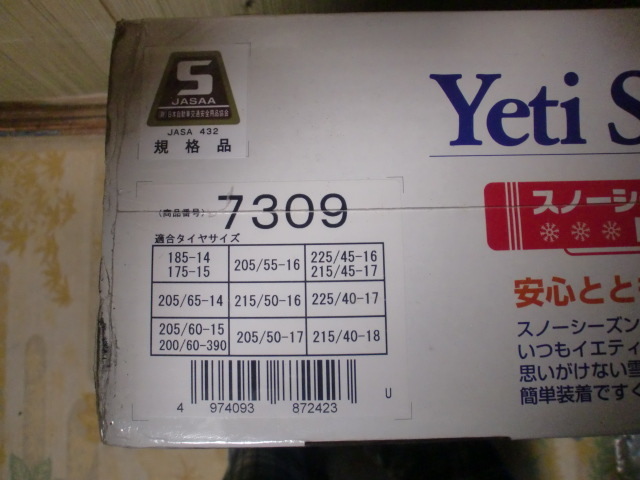 S
JASAA
(財)日本自動車交通安全用品協会
JASA 432
規格品
Yeti S
(商品番号)
7309
適合タイヤサイズ
185-14
175-15
205/55-16
225/45-16
215/45-17
205/65-14
215/50-16
225/40-17
205/60-15
200/60-390
205/50-17
215/40-18
4 974093 872423
U
スノーシ
安心とと
スノーシーズン
いつもイエティ
思いがけない雪
簡単装着です